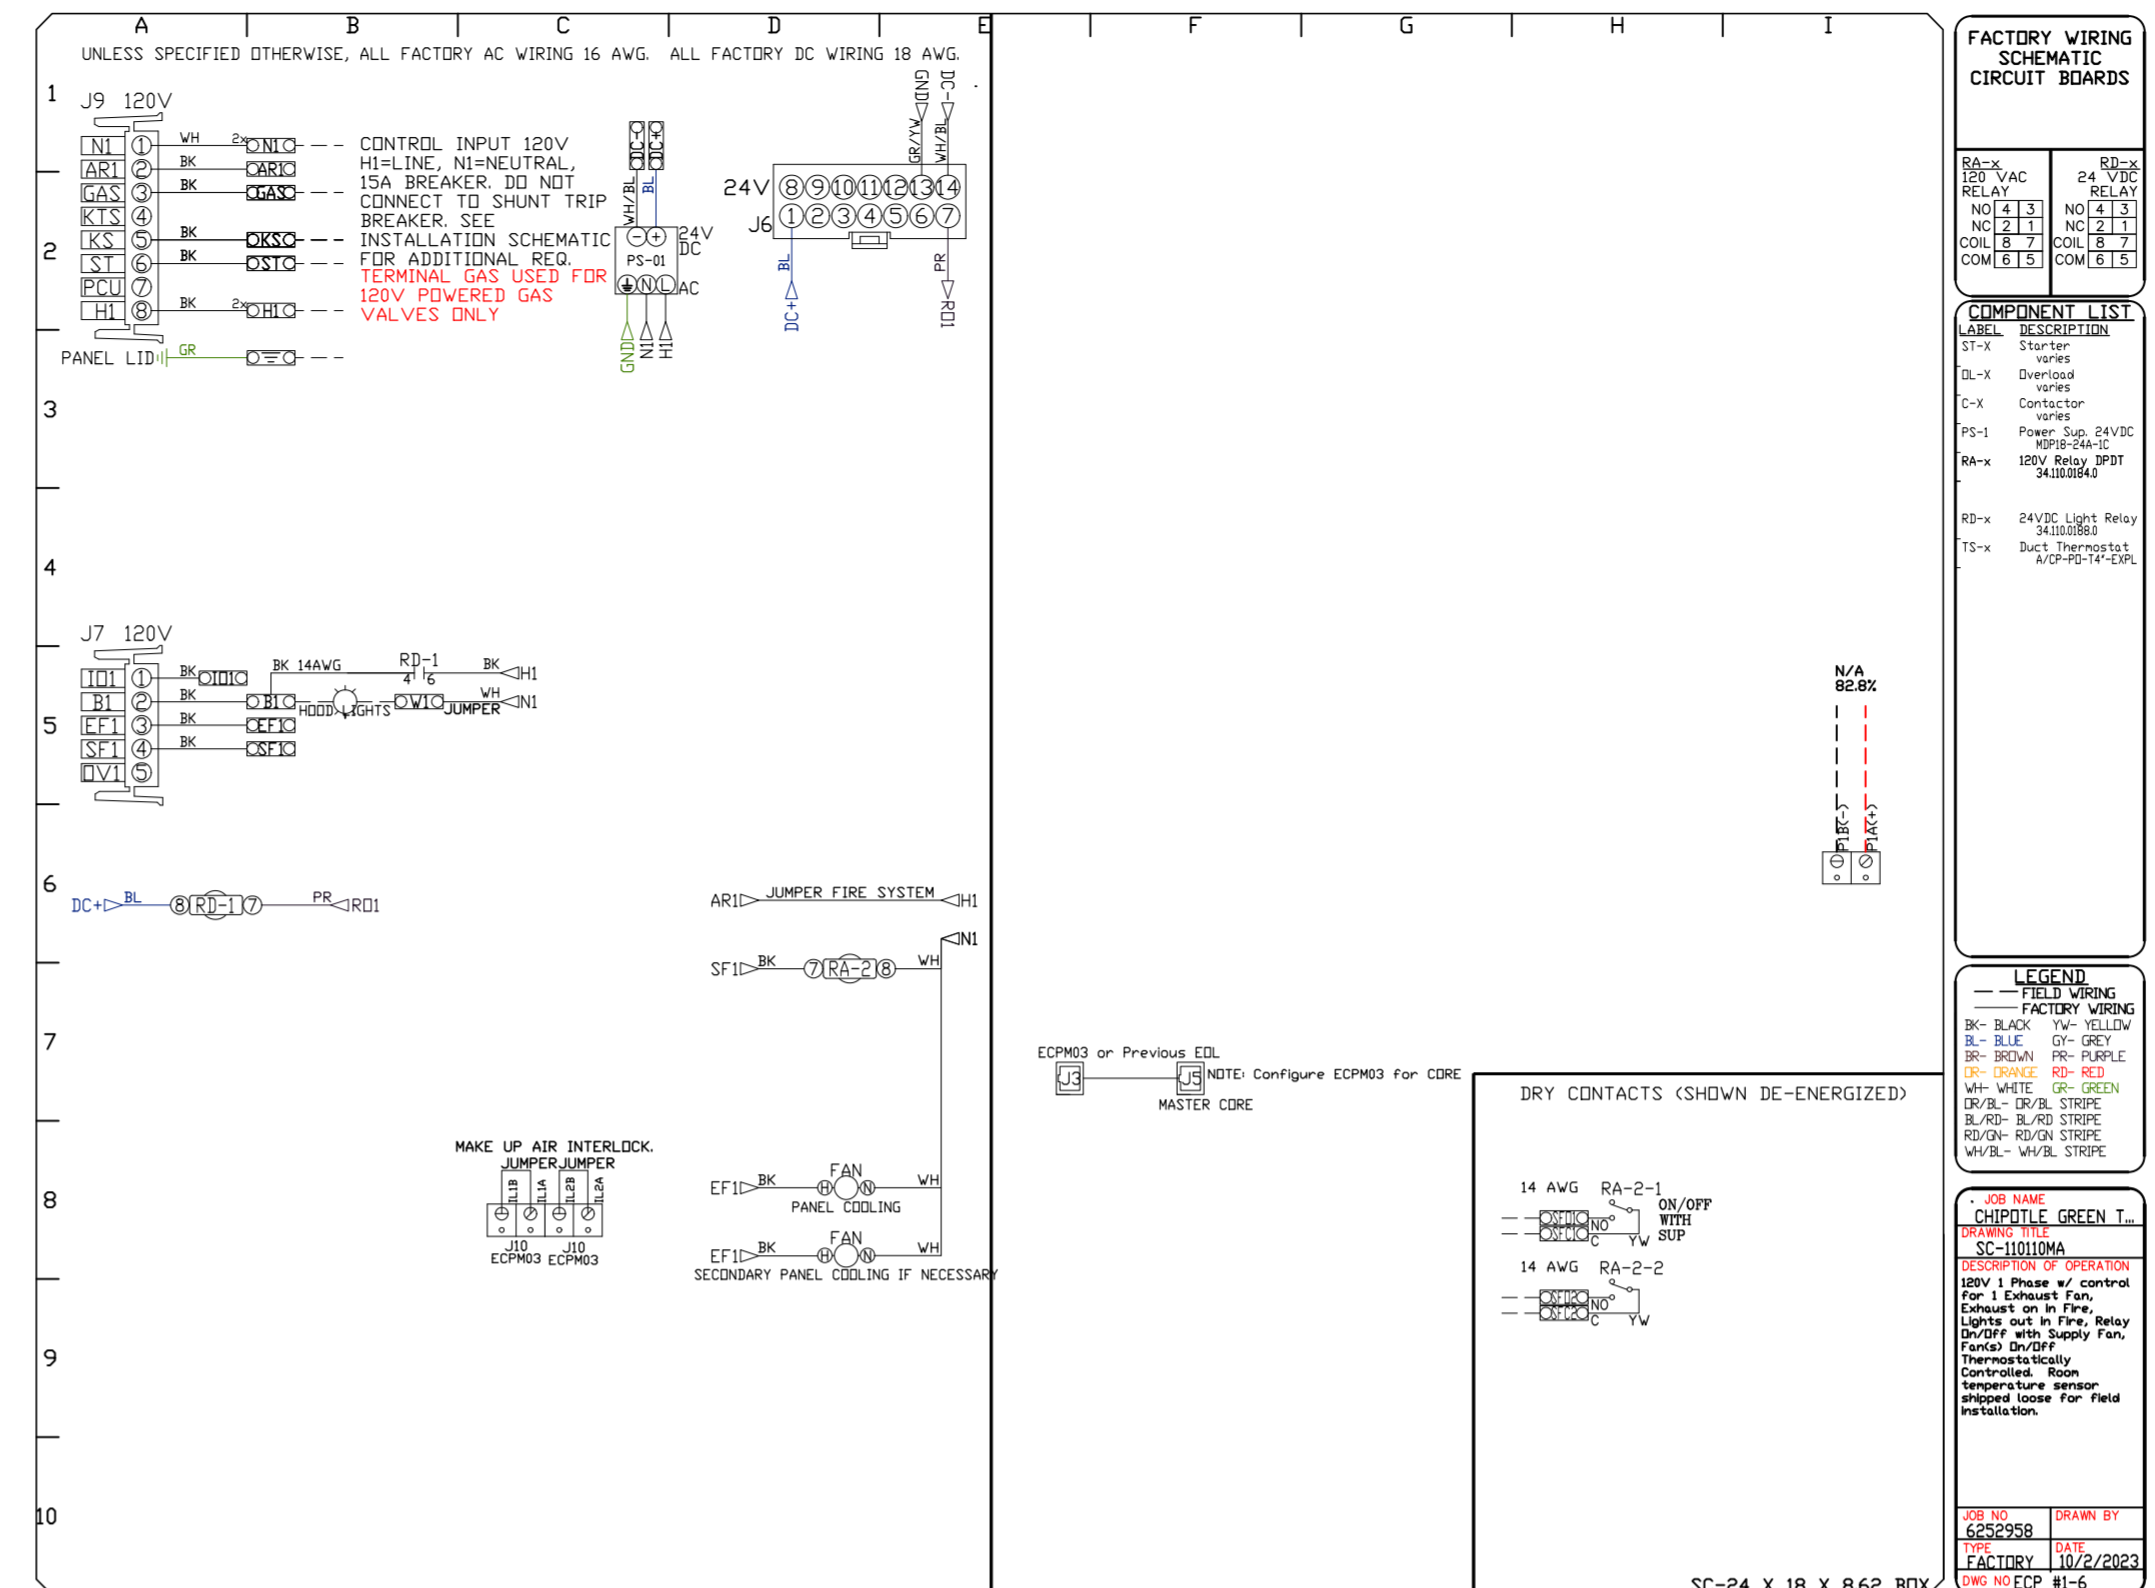 A B C D E F G H I
UNLESS SPECIFIED OTHERWISE, ALL FACTORY AC WIRING 16 AWG. ALL FACTORY DC WIRING 18 AWG.
1
2
3
4
5
6
7
8
9
10
J9 120V
N1 1 WH 2x N1
AR1 2 BK AR1
GAS 3 BK GAS
KTS 4
KS 5 BK KS
ST 6 BK ST
PCU 7
H1 8 BK 2x H1
PANEL LID GR
CONTROL INPUT 120V
H1=LINE, N1=NEUTRAL,
15A BREAKER. DO NOT
CONNECT TO SHUNT TRIP
BREAKER. SEE
INSTALLATION SCHEMATIC
FOR ADDITIONAL REQ.
TERMINAL GAS USED FOR
120V POWERED GAS
VALVES ONLY
DC- DC+
WH/BL BL
- + 24V
DC
PS-01
N L AC
GND N1 H1
GND DC-
GR/YW WH/BL
24V 8 9 10 11 12 13 14
J6 1 2 3 4 5 6 7
BL PR
DC+ RO1
J7 120V
IO1 1 BK IO1
B1 2 BK B1
EF1 3 BK EF1
SF1 4 BK SF1
OV1 5
BK 14AWG RD-1 BK H1
4 6
HOOD LIGHTS W1 JUMPER WH N1
DC+ BL 8 RD-1 7 PR RO1
AR1 JUMPER FIRE SYSTEM H1
N1
SF1 BK 7 RA-2 8 WH
MAKE UP AIR INTERLOCK.
JUMPER JUMPER
IL1B IL1A IL2B IL2A
J10 J10
ECPM03 ECPM03
EF1 BK FAN H N WH
PANEL COOLING
EF1 BK FAN H N WH
SECONDARY PANEL COOLING IF NECESSARY
N/A
82.8%
P1B(-) P1A(+)
ECPM03 or Previous EOL
J3 J5 NOTE: Configure ECPM03 for CORE
MASTER CORE
DRY CONTACTS (SHOWN DE-ENERGIZED)
14 AWG RA-2-1
SFO1 NO ON/OFF
SFC1 C YW WITH
SUP
14 AWG RA-2-2
SFO2 NO
SFC2 C YW
SC-24 X 18 X 8.62 BOX
FACTORY WIRING
SCHEMATIC
CIRCUIT BOARDS
RA-x
120 VAC
RELAY
NO 4 3
NC 2 1
COIL 8 7
COM 6 5
RD-x
24 VDC
RELAY
NO 4 3
NC 2 1
COIL 8 7
COM 6 5
COMPONENT LIST
LABEL DESCRIPTION
ST-X Starter
varies
OL-X Overload
varies
C-X Contactor
varies
PS-1 Power Sup. 24VDC
MDP18-24A-1C
RA-x 120V Relay DPDT
34.110.0184.0
RD-x 24VDC Light Relay
34.110.0188.0
TS-x Duct Thermostat
A/CP-PO-T4"-EXPL
LEGEND
FIELD WIRING
FACTORY WIRING
BK- BLACK YW- YELLOW
BL- BLUE GY- GREY
BR- BROWN PR- PURPLE
OR- ORANGE RD- RED
WH- WHITE GR- GREEN
OR/BL- OR/BL STRIPE
BL/RD- BL/RD STRIPE
RD/GN- RD/GN STRIPE
WH/BL- WH/BL STRIPE
JOB NAME
CHIPOTLE GREEN T...
DRAWING TITLE
SC-110110MA
DESCRIPTION OF OPERATION
120V 1 Phase w/ control
for 1 Exhaust Fan,
Exhaust on in Fire,
Lights out in Fire, Relay
On/Off with Supply Fan,
Fan(s) On/Off
Thermostatically
Controlled. Room
temperature sensor
shipped loose for field
installation.
JOB NO
6252958
DRAWN BY
TYPE
FACTORY
DATE
10/2/2023
DWG NO ECP #1-6